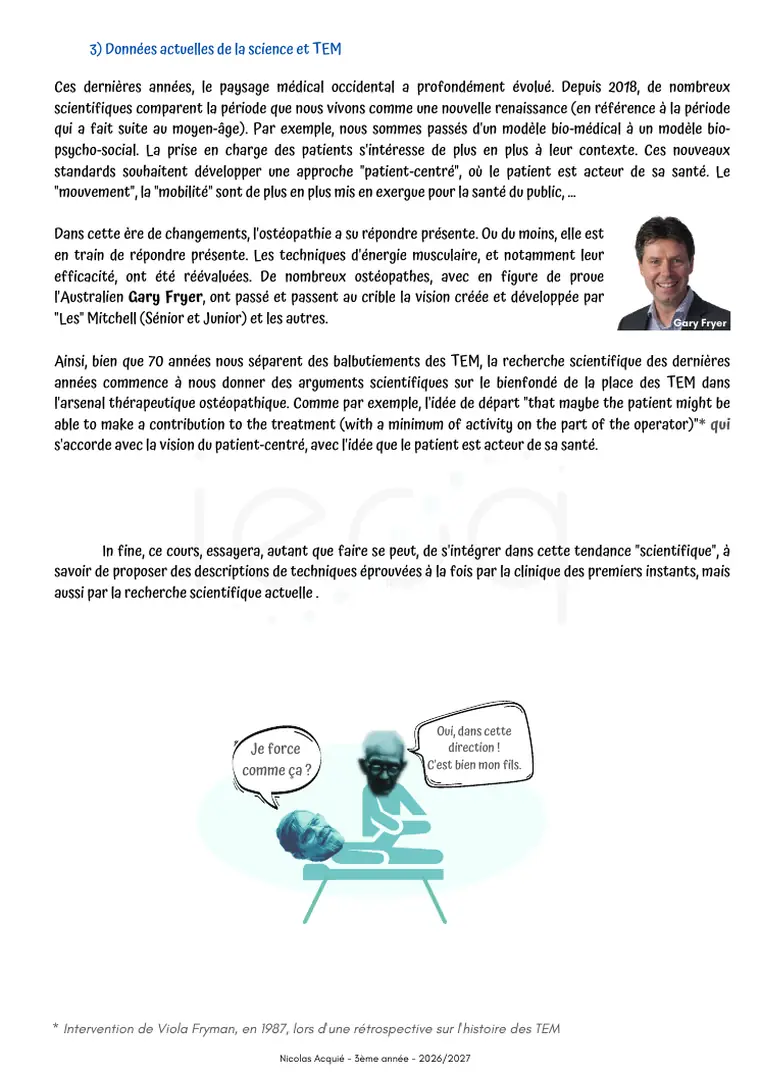 3) Données actuelles de la science et TEM
Ces dernières années, le paysage médical occidental a profondément évolué. Depuis 2018, de nombreux
scientifiques comparent la période que nous vivons comme une nouvelle renaissance (en référence à la période
qui a fait suite au moyen-âge). Par exemple, nous sommes passés d'un modèle bio-médical à un modèle bio-
psycho-social. La prise en charge des patients s'intéresse de plus en plus à leur contexte. Ces nouveaux
standards souhaitent développer une approche "patient-centré", où le patient est acteur de sa santé. Le
"mouvement", la "mobilité" sont de plus en plus mis en exergue pour la santé du public, ...
Dans cette ère de changements, l'ostéopathie a su répondre présente. Ou du moins, elle est
en train de répondre présente. Les techniques d'énergie musculaire, et notamment leur
efficacité, ont été réévaluées. De nombreux ostéopathes, avec en figure de proue
l'Australien Gary Fryer, ont passé et passent au crible la vision créée et développée par
"Les" Mitchell (Sénior et Junior) et les autres.
Gary Fryer
Ainsi, bien que 70 années nous séparent des balbutiements des TEM, la recherche scientifique des dernières
années commence à nous donner des arguments scientifiques sur le bienfondé de la place des TEM dans
l'arsenal thérapeutique ostéopathique. Comme par exemple, l'idée de départ "that maybe the patient might be
able to make a contribution to the treatment (with a minimum of activity on the part of the operator)"* qui
s'accorde avec la vision du patient-centré, avec l'idée que le patient est acteur de sa santé.
In fine, ce cours, essayera, autant que faire se peut, de s'intégrer dans cette tendance "scientifique", à
savoir de proposer des descriptions de techniques éprouvées à la fois par la clinique des premiers instants, mais
aussi par la recherche scientifique actuelle .
Je force
comme ça ?
Oui, dans cette
direction !
C'est bien mon fils.
* Intervention de Viola Fryman, en 1987, lors d'une rétrospective sur l'histoire des TEM
Nicolas Acquié - 3ème année - 2026/2027